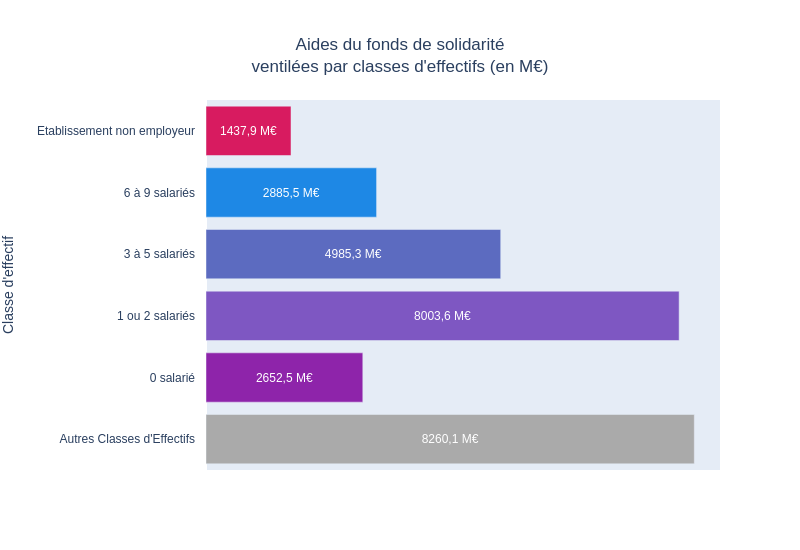 Aides du fonds de solidarité
ventilées par classes d'effectifs (en M€)
Classe d'effectif
Etablissement non employeur
1437,9 M€
6 à 9 salariés
2885,5 M€
3 à 5 salariés
4985,3 M€
1 ou 2 salariés
8003,6 M€
0 salarié
2652,5 M€
Autres Classes d'Effectifs
8260,1 M€